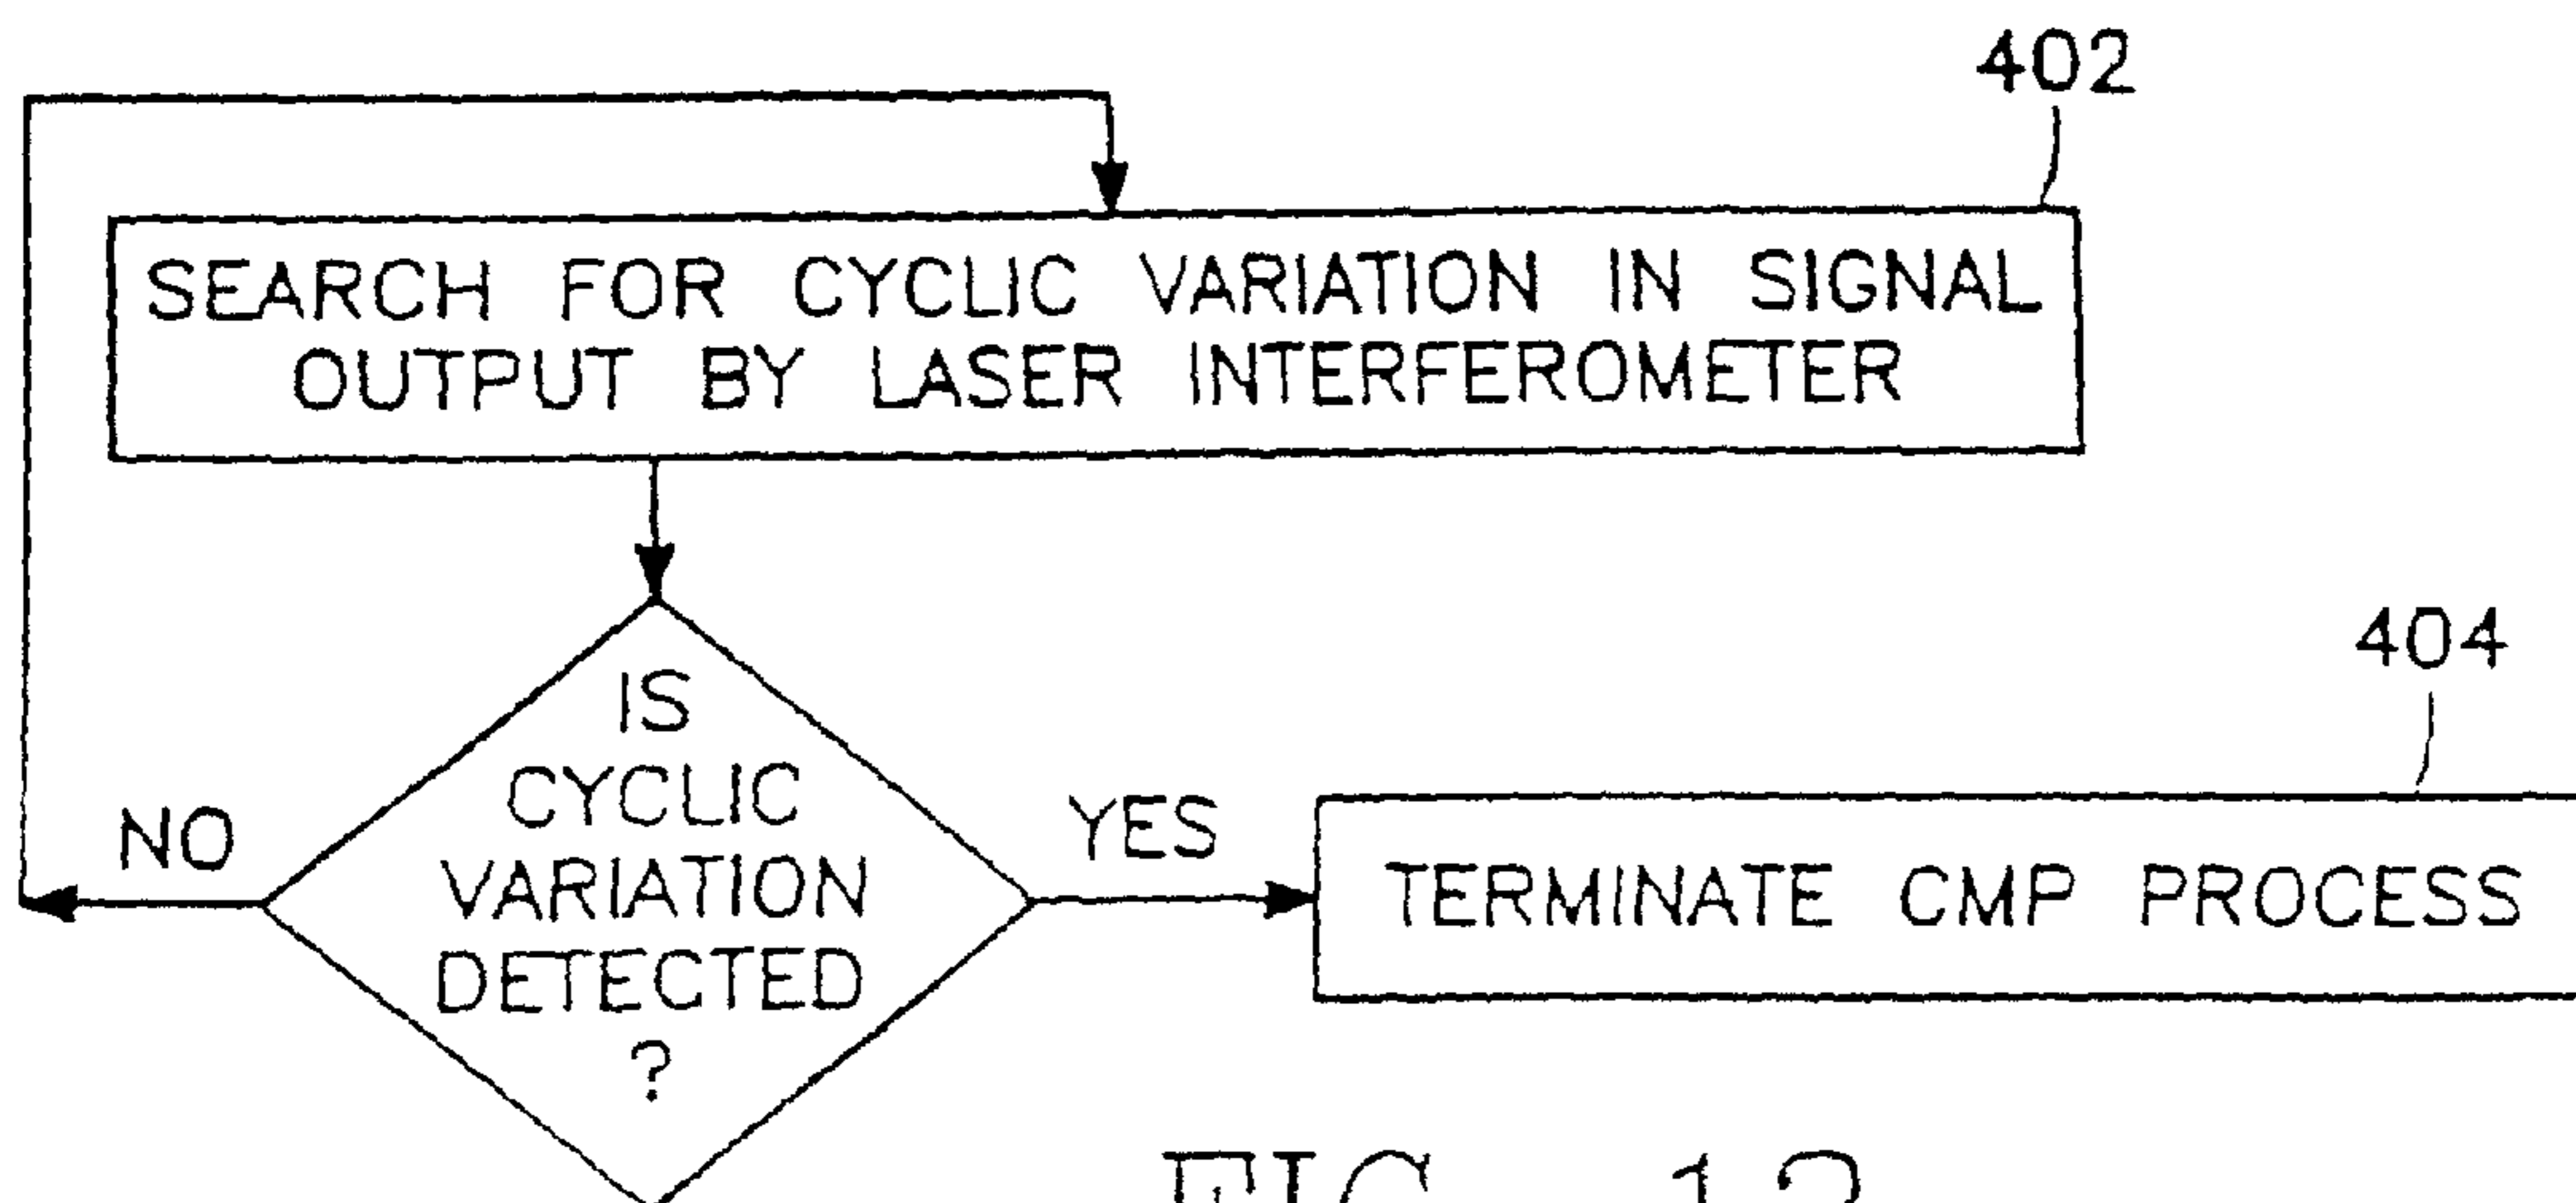 402
SEARCH FOR CYCLIC VARIATION IN SIGNAL
OUTPUT BY LASER INTERFEROMETER
404
IS
CYCLIC
VARIATION
DETECTED
?
NO
YES
TERMINATE CMP PROCESS